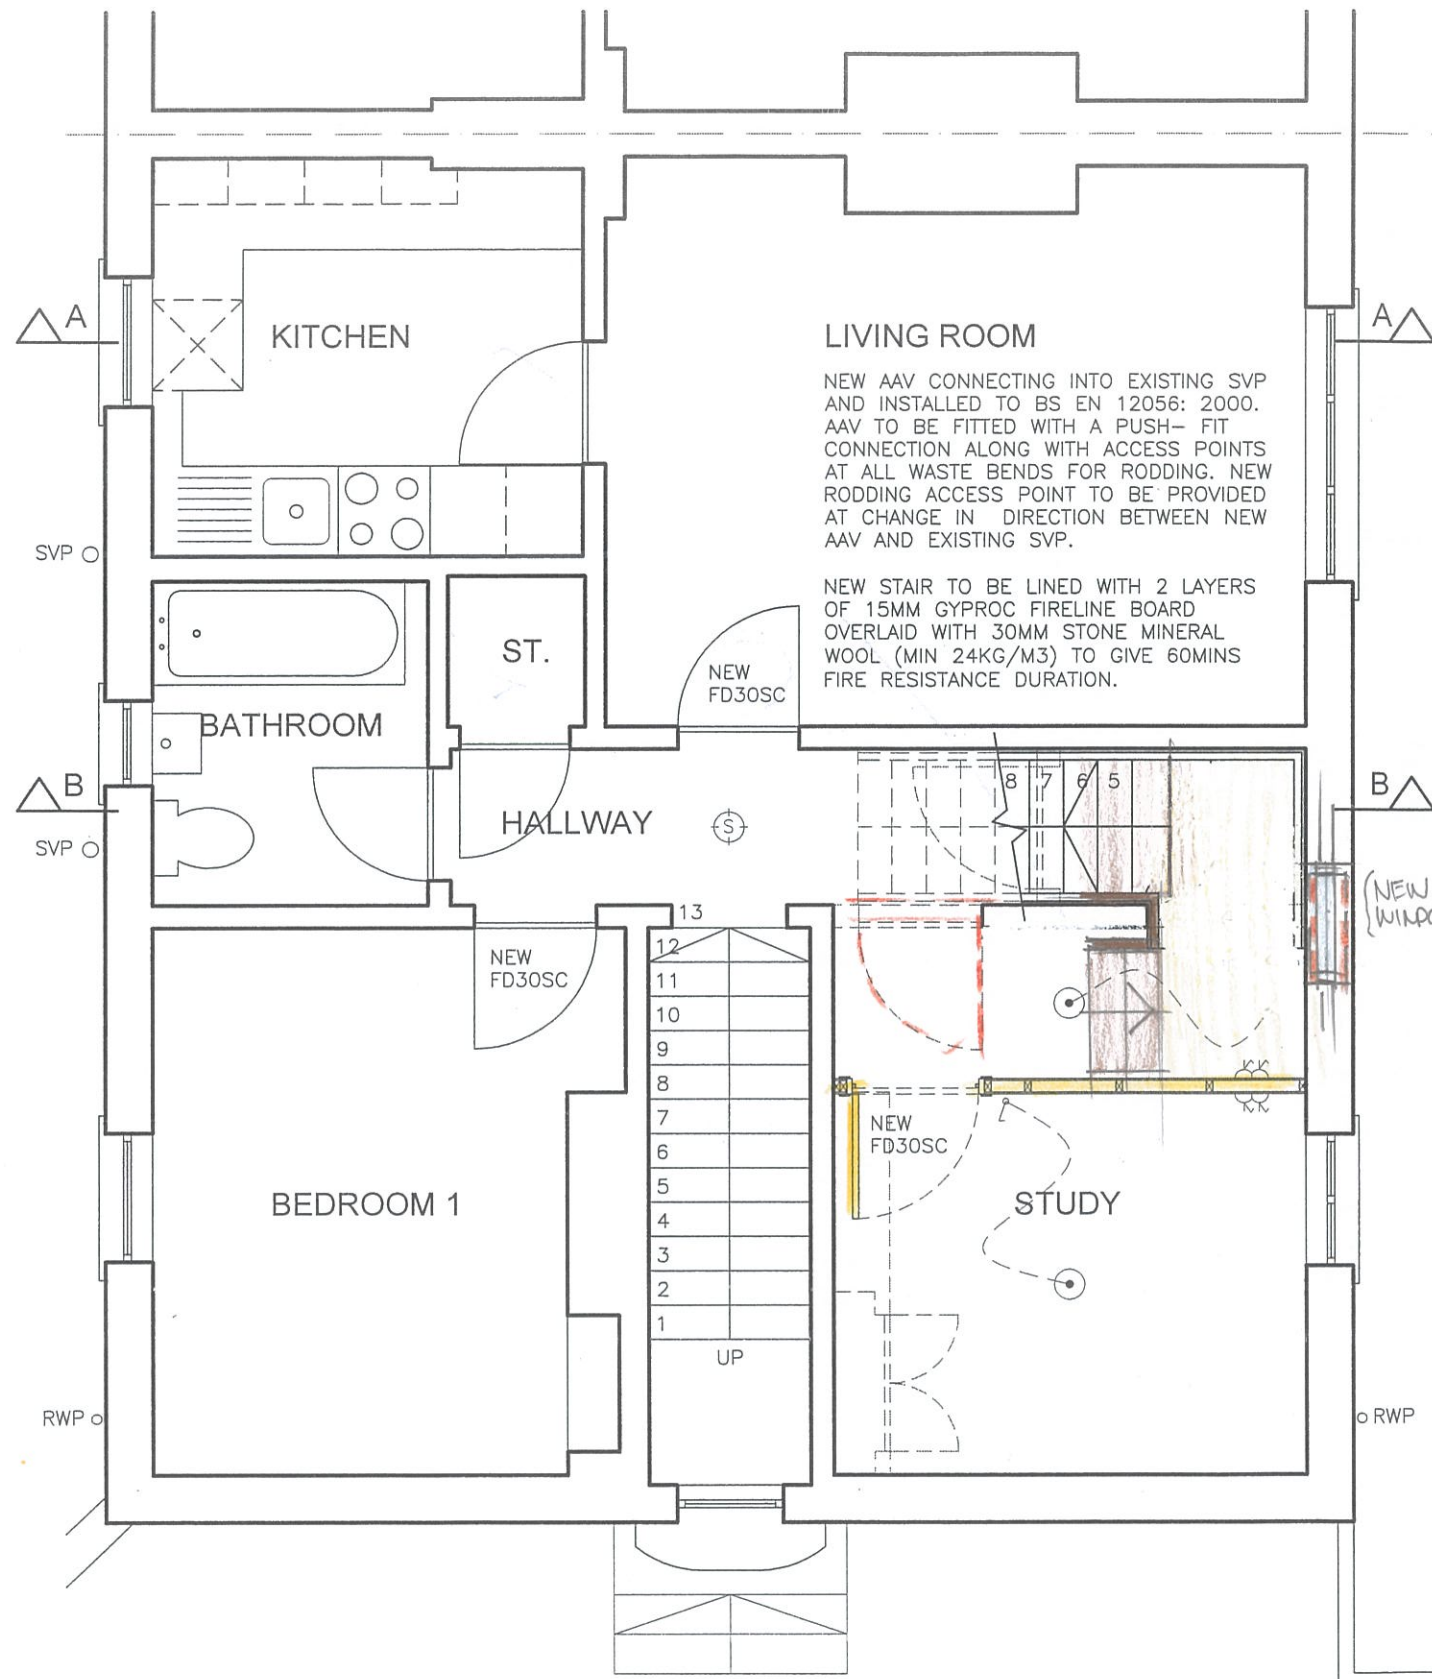 A
KITCHEN
LIVING ROOM
A
NEW AAV CONNECTING INTO EXISTING SVP
AND INSTALLED TO BS EN 12056: 2000.
AAV TO BE FITTED WITH A PUSH- FIT
CONNECTION ALONG WITH ACCESS POINTS
AT ALL WASTE BENDS FOR RODDING. NEW
RODDING ACCESS POINT TO BE PROVIDED
AT CHANGE IN DIRECTION BETWEEN NEW
AAV AND EXISTING SVP.
NEW STAIR TO BE LINED WITH 2 LAYERS
OF 15MM GYPROC FIRELINE BOARD
OVERLAID WITH 30MM STONE MINERAL
WOOL (MIN 24KG/M3) TO GIVE 60MINS
FIRE RESISTANCE DURATION.
SVP
ST.
NEW
FD30SC
BATHROOM
B
HALLWAY
S
8 7 6 5
B
SVP
NEW
13
12
11
10
9
8
7
6
5
4
3
2
1
UP
NEW
FD30SC
NEW
FD30SC
BEDROOM 1
STUDY
RWP
RWP